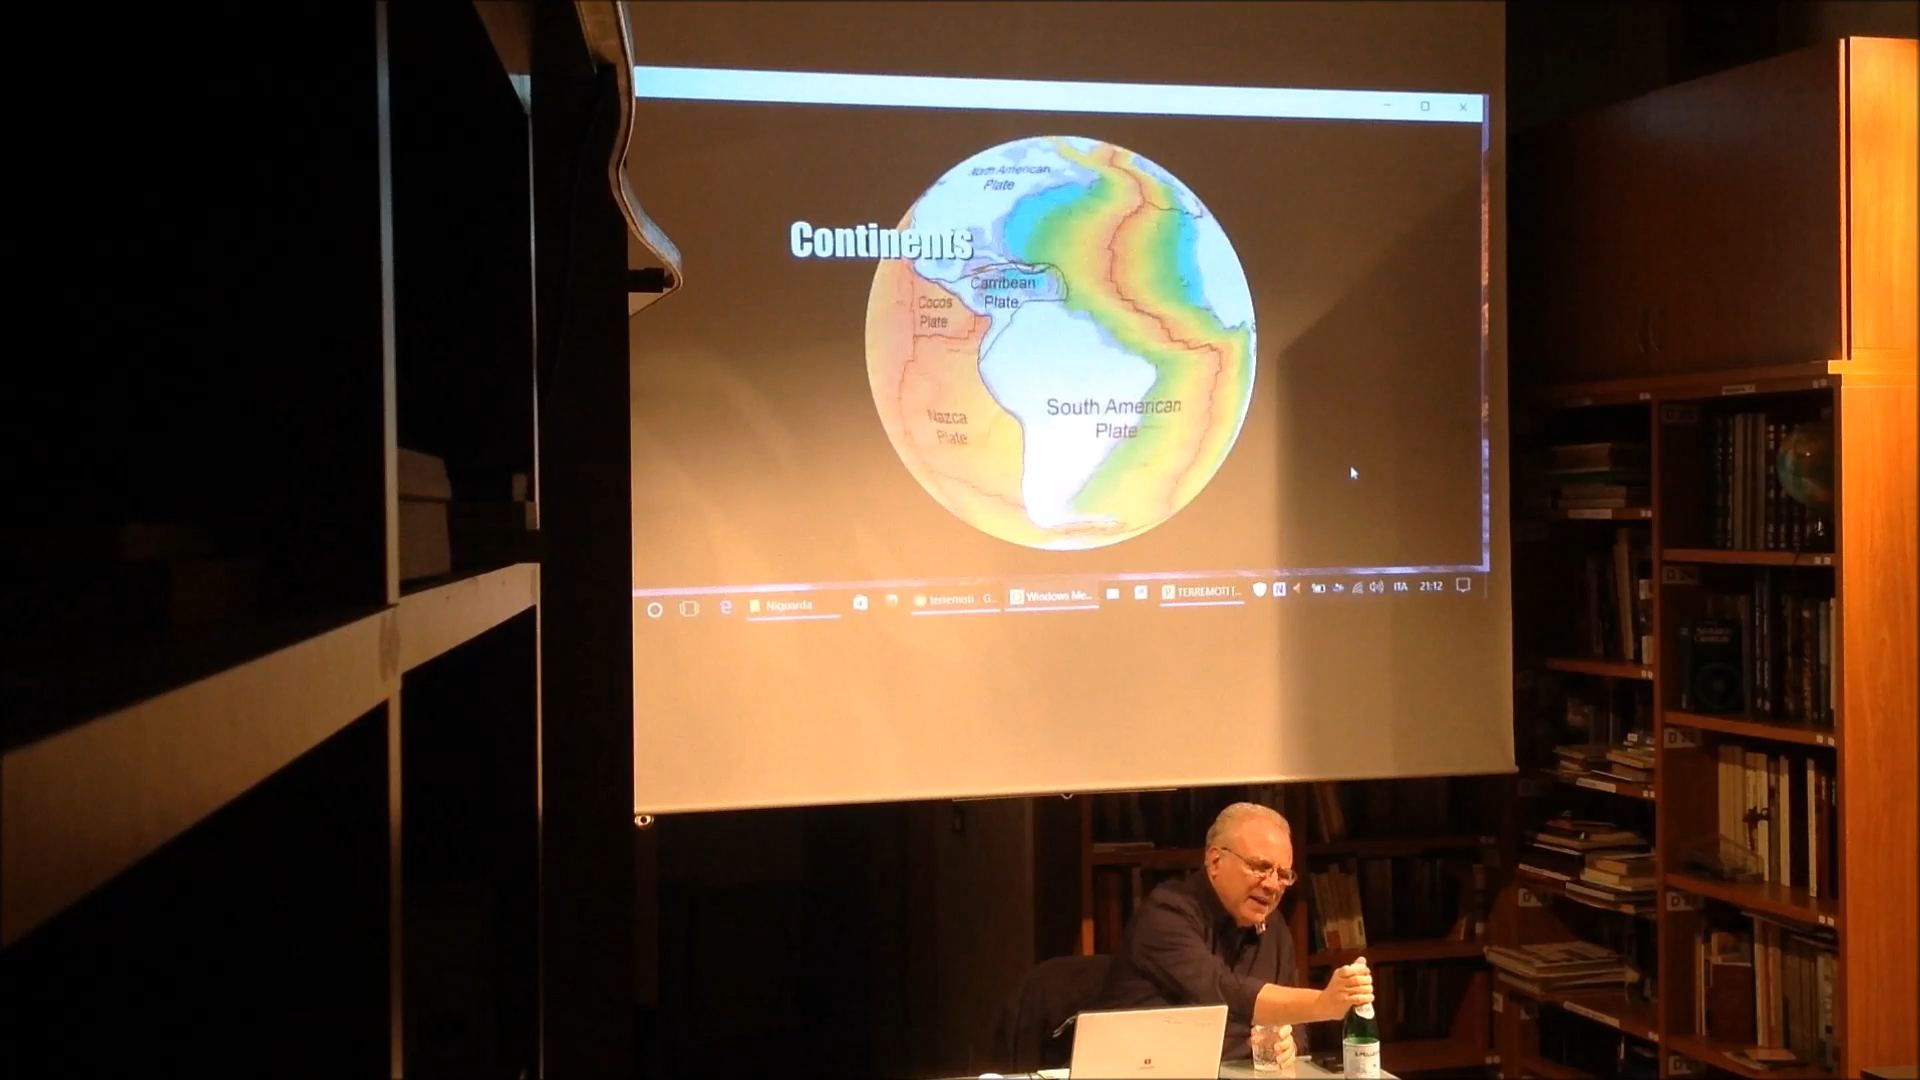 North American
Plate
Continents
Carribean
Plate
Cocos
Plate
Nazca
Plate
South American
Plate
Niguarda
terremoti - G...
Windows Me...
TERREMOTI [...
ITA
21:12